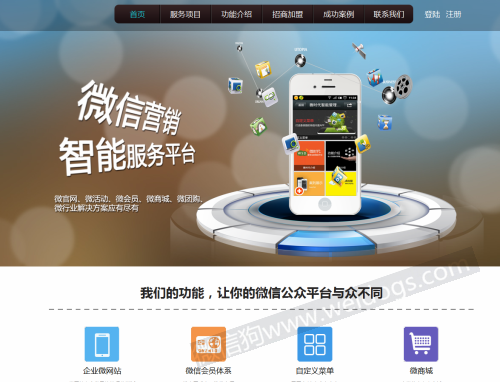 首页 服务项目 功能介绍 招商加盟 成功案例 联系我们 登陆 注册
微信营销
智能服务平台
微官网、微活动、微会员、微商城、微团购、
微行业解决方案应有尽有
我们的功能，让你的微信公众平台与众不同
微信狗www.weidogs.com
企业微网站 微信会员体系 自定义菜单 微商城